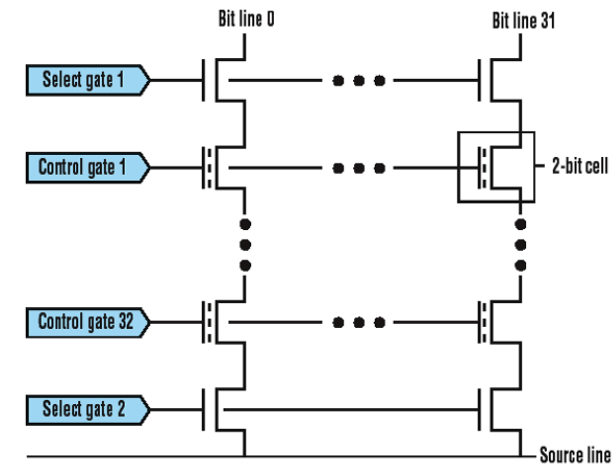 Bit line 0
Bit line 31
Select gate 1
Control gate 1
2-bit cell
Control gate 32
Select gate 2
Source line